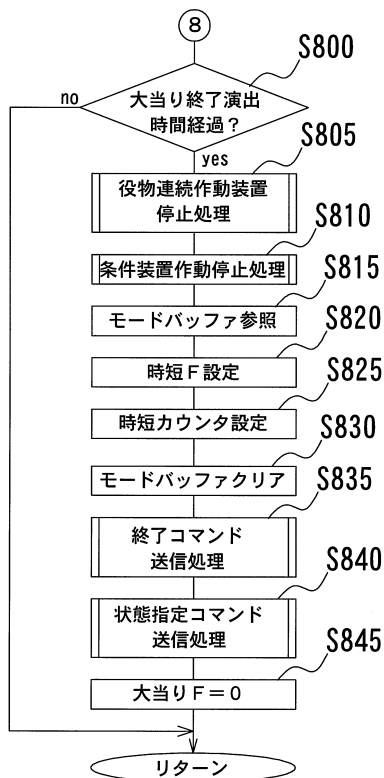 8
S800
no
大当り終了演出
時間経過？
yes
S805
役物連続作動装置
停止処理
S810
条件装置作動停止処理
S815
モードバッファ参照
S820
時短Ｆ設定
S825
時短カウンタ設定
S830
モードバッファクリア
S835
終了コマンド
送信処理
S840
状態指定コマンド
送信処理
S845
大当りＦ＝０
リターン